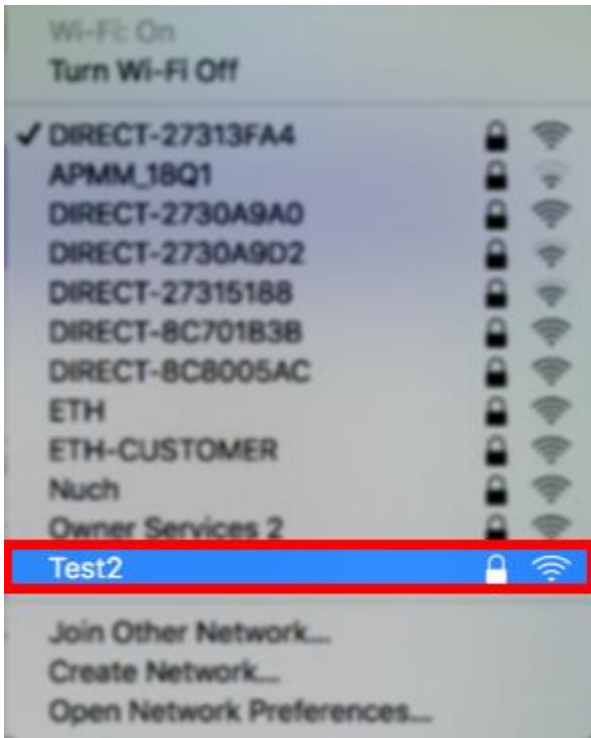 Wi-Fi: On
Turn Wi-Fi Off
✓ DIRECT-27313FA4
APMM_18Q1
DIRECT-2730A9A0
DIRECT-2730A9D2
DIRECT-27315188
DIRECT-8C701B3B
DIRECT-8C8005AC
ETH
ETH-CUSTOMER
Nuch
Owner Services 2
Test2
Join Other Network...
Create Network...
Open Network Preferences...